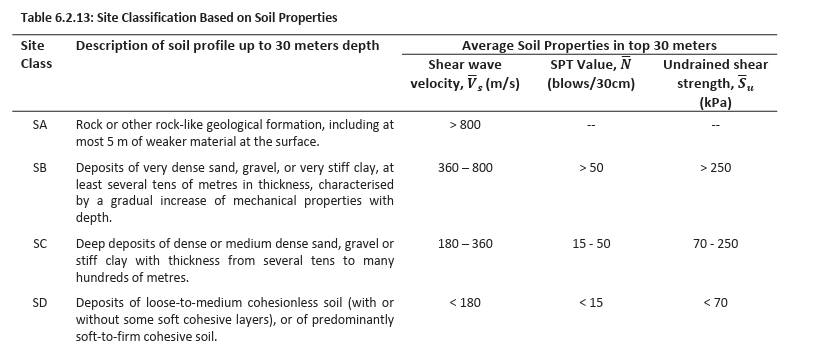 Table 6.2.13: Site Classification Based on Soil Properties
Site Class Description of soil profile up to 30 meters depth Average Soil Properties in top 30 meters
Shear wave velocity, V̅s (m/s) SPT Value, N̅ (blows/30cm) Undrained shear strength, S̅u (kPa)
SA Rock or other rock-like geological formation, including at > 800 -- --
most 5 m of weaker material at the surface.
SB Deposits of very dense sand, gravel, or very stiff clay, at 360 – 800 > 50 > 250
least several tens of metres in thickness, characterised
by a gradual increase of mechanical properties with
depth.
SC Deep deposits of dense or medium dense sand, gravel or 180 – 360 15 - 50 70 - 250
stiff clay with thickness from several tens to many
hundreds of metres.
SD Deposits of loose-to-medium cohesionless soil (with or < 180 < 15 < 70
without some soft cohesive layers), or of predominantly
soft-to-firm cohesive soil.